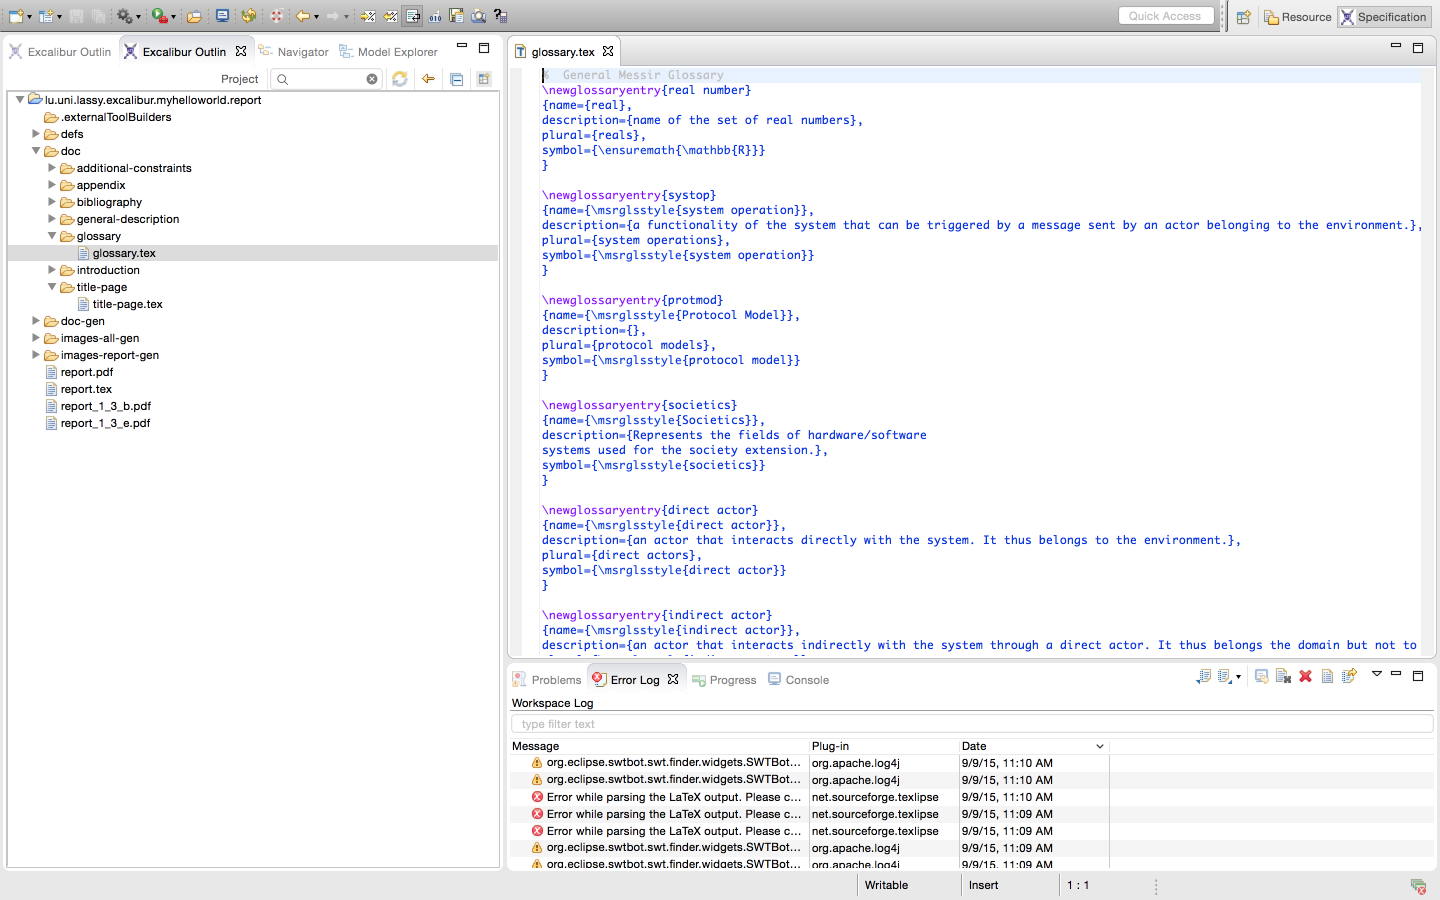 Quick Access
Resource
Specification
Excalibur Outlin
Excalibur Outlin
Navigator
Model Explorer
Project
lu.uni.lassy.excalibur.myhelloworld.report
.externalToolBuilders
defs
doc
additional-constraints
appendix
bibliography
general-description
glossary
glossary.tex
introduction
title-page
title-page.tex
doc-gen
images-all-gen
images-report-gen
report.pdf
report.tex
report_1_3_b.pdf
report_1_3_e.pdf
glossary.tex
%  General Messir Glossary
\newglossaryentry{real number}
{name={real},
description={name of the set of real numbers},
plural={reals},
symbol={\ensuremath{\mathbb{R}}}
}
\newglossaryentry{systop}
{name={\msrglsstyle{system operation}},
description={a functionality of the system that can be triggered by a message sent by an actor belonging to the environment.},
plural={system operations},
symbol={\msrglsstyle{system operation}}
}
\newglossaryentry{protmod}
{name={\msrglsstyle{Protocol Model}},
description={},
plural={protocol models},
symbol={\msrglsstyle{protocol model}}
}
\newglossaryentry{societics}
{name={\msrglsstyle{Societics}},
description={Represents the fields of hardware/software
systems used for the society extension.},
symbol={\msrglsstyle{societics}}
}
\newglossaryentry{direct actor}
{name={\msrglsstyle{direct actor}},
description={an actor that interacts directly with the system. It thus belongs to the environment.},
plural={direct actors},
symbol={\msrglsstyle{direct actor}}
}
\newglossaryentry{indirect actor}
{name={\msrglsstyle{indirect actor}},
description={an actor that interacts indirectly with the system through a direct actor. It thus belongs the domain but not to
Problems
Error Log
Progress
Console
Workspace Log
type filter text
Message Plug-in Date
org.eclipse.swtbot.swt.finder.widgets.SWTBot... org.apache.log4j 9/9/15, 11:10 AM
org.eclipse.swtbot.swt.finder.widgets.SWTBot... org.apache.log4j 9/9/15, 11:10 AM
Error while parsing the LaTeX output. Please c... net.sourceforge.texlipse 9/9/15, 11:10 AM
Error while parsing the LaTeX output. Please c... net.sourceforge.texlipse 9/9/15, 11:09 AM
Error while parsing the LaTeX output. Please c... net.sourceforge.texlipse 9/9/15, 11:09 AM
org.eclipse.swtbot.swt.finder.widgets.SWTBot... org.apache.log4j 9/9/15, 11:09 AM
org.eclipse.swtbot.swt.finder.widgets.SWTBot... org.apache.log4j 9/9/15, 11:09 AM
Writable
Insert
1 : 1